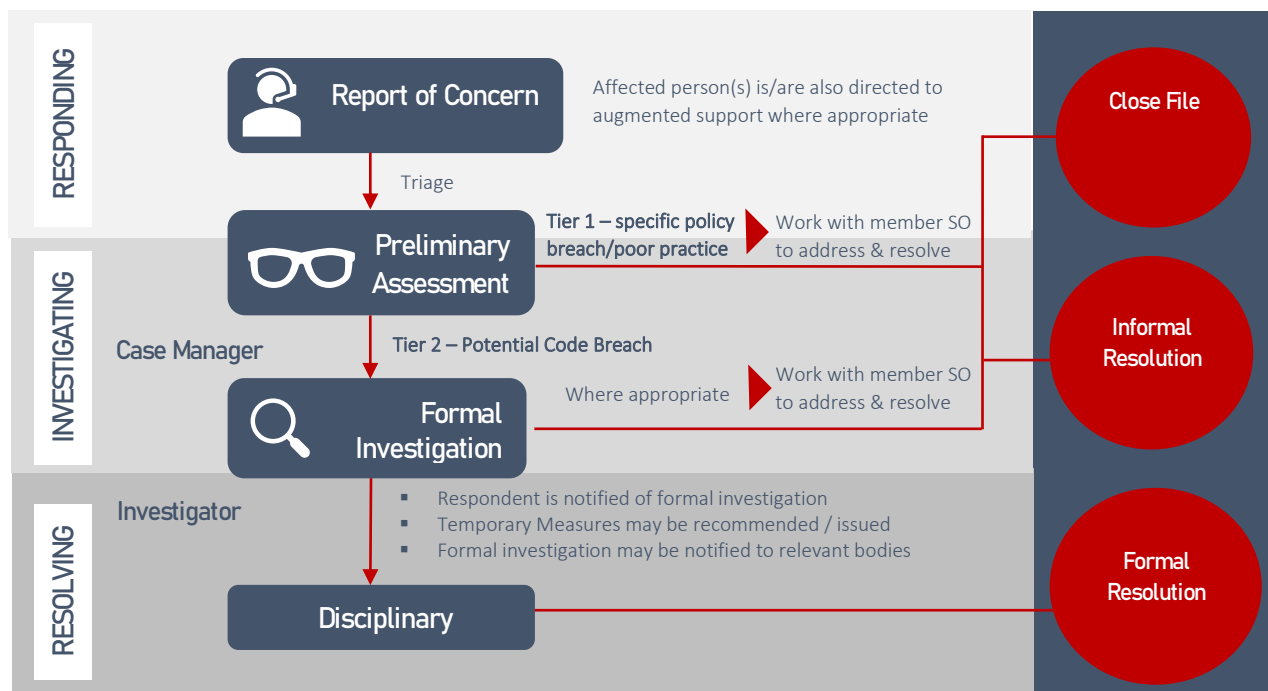 RESPONDING
Report of Concern
Affected person(s) is/are also directed to
augmented support where appropriate
Close File
Triage
Preliminary
Assessment
Tier 1 – specific policy
breach/poor practice
Work with member SO
to address & resolve
INVESTIGATING
Case Manager
Tier 2 – Potential Code Breach
Informal
Resolution
Formal
Investigation
Where appropriate
Work with member SO
to address & resolve
RESOLVING
Investigator
▪ Respondent is notified of formal investigation
▪ Temporary Measures may be recommended / issued
▪ Formal investigation may be notified to relevant bodies
Disciplinary
Formal
Resolution